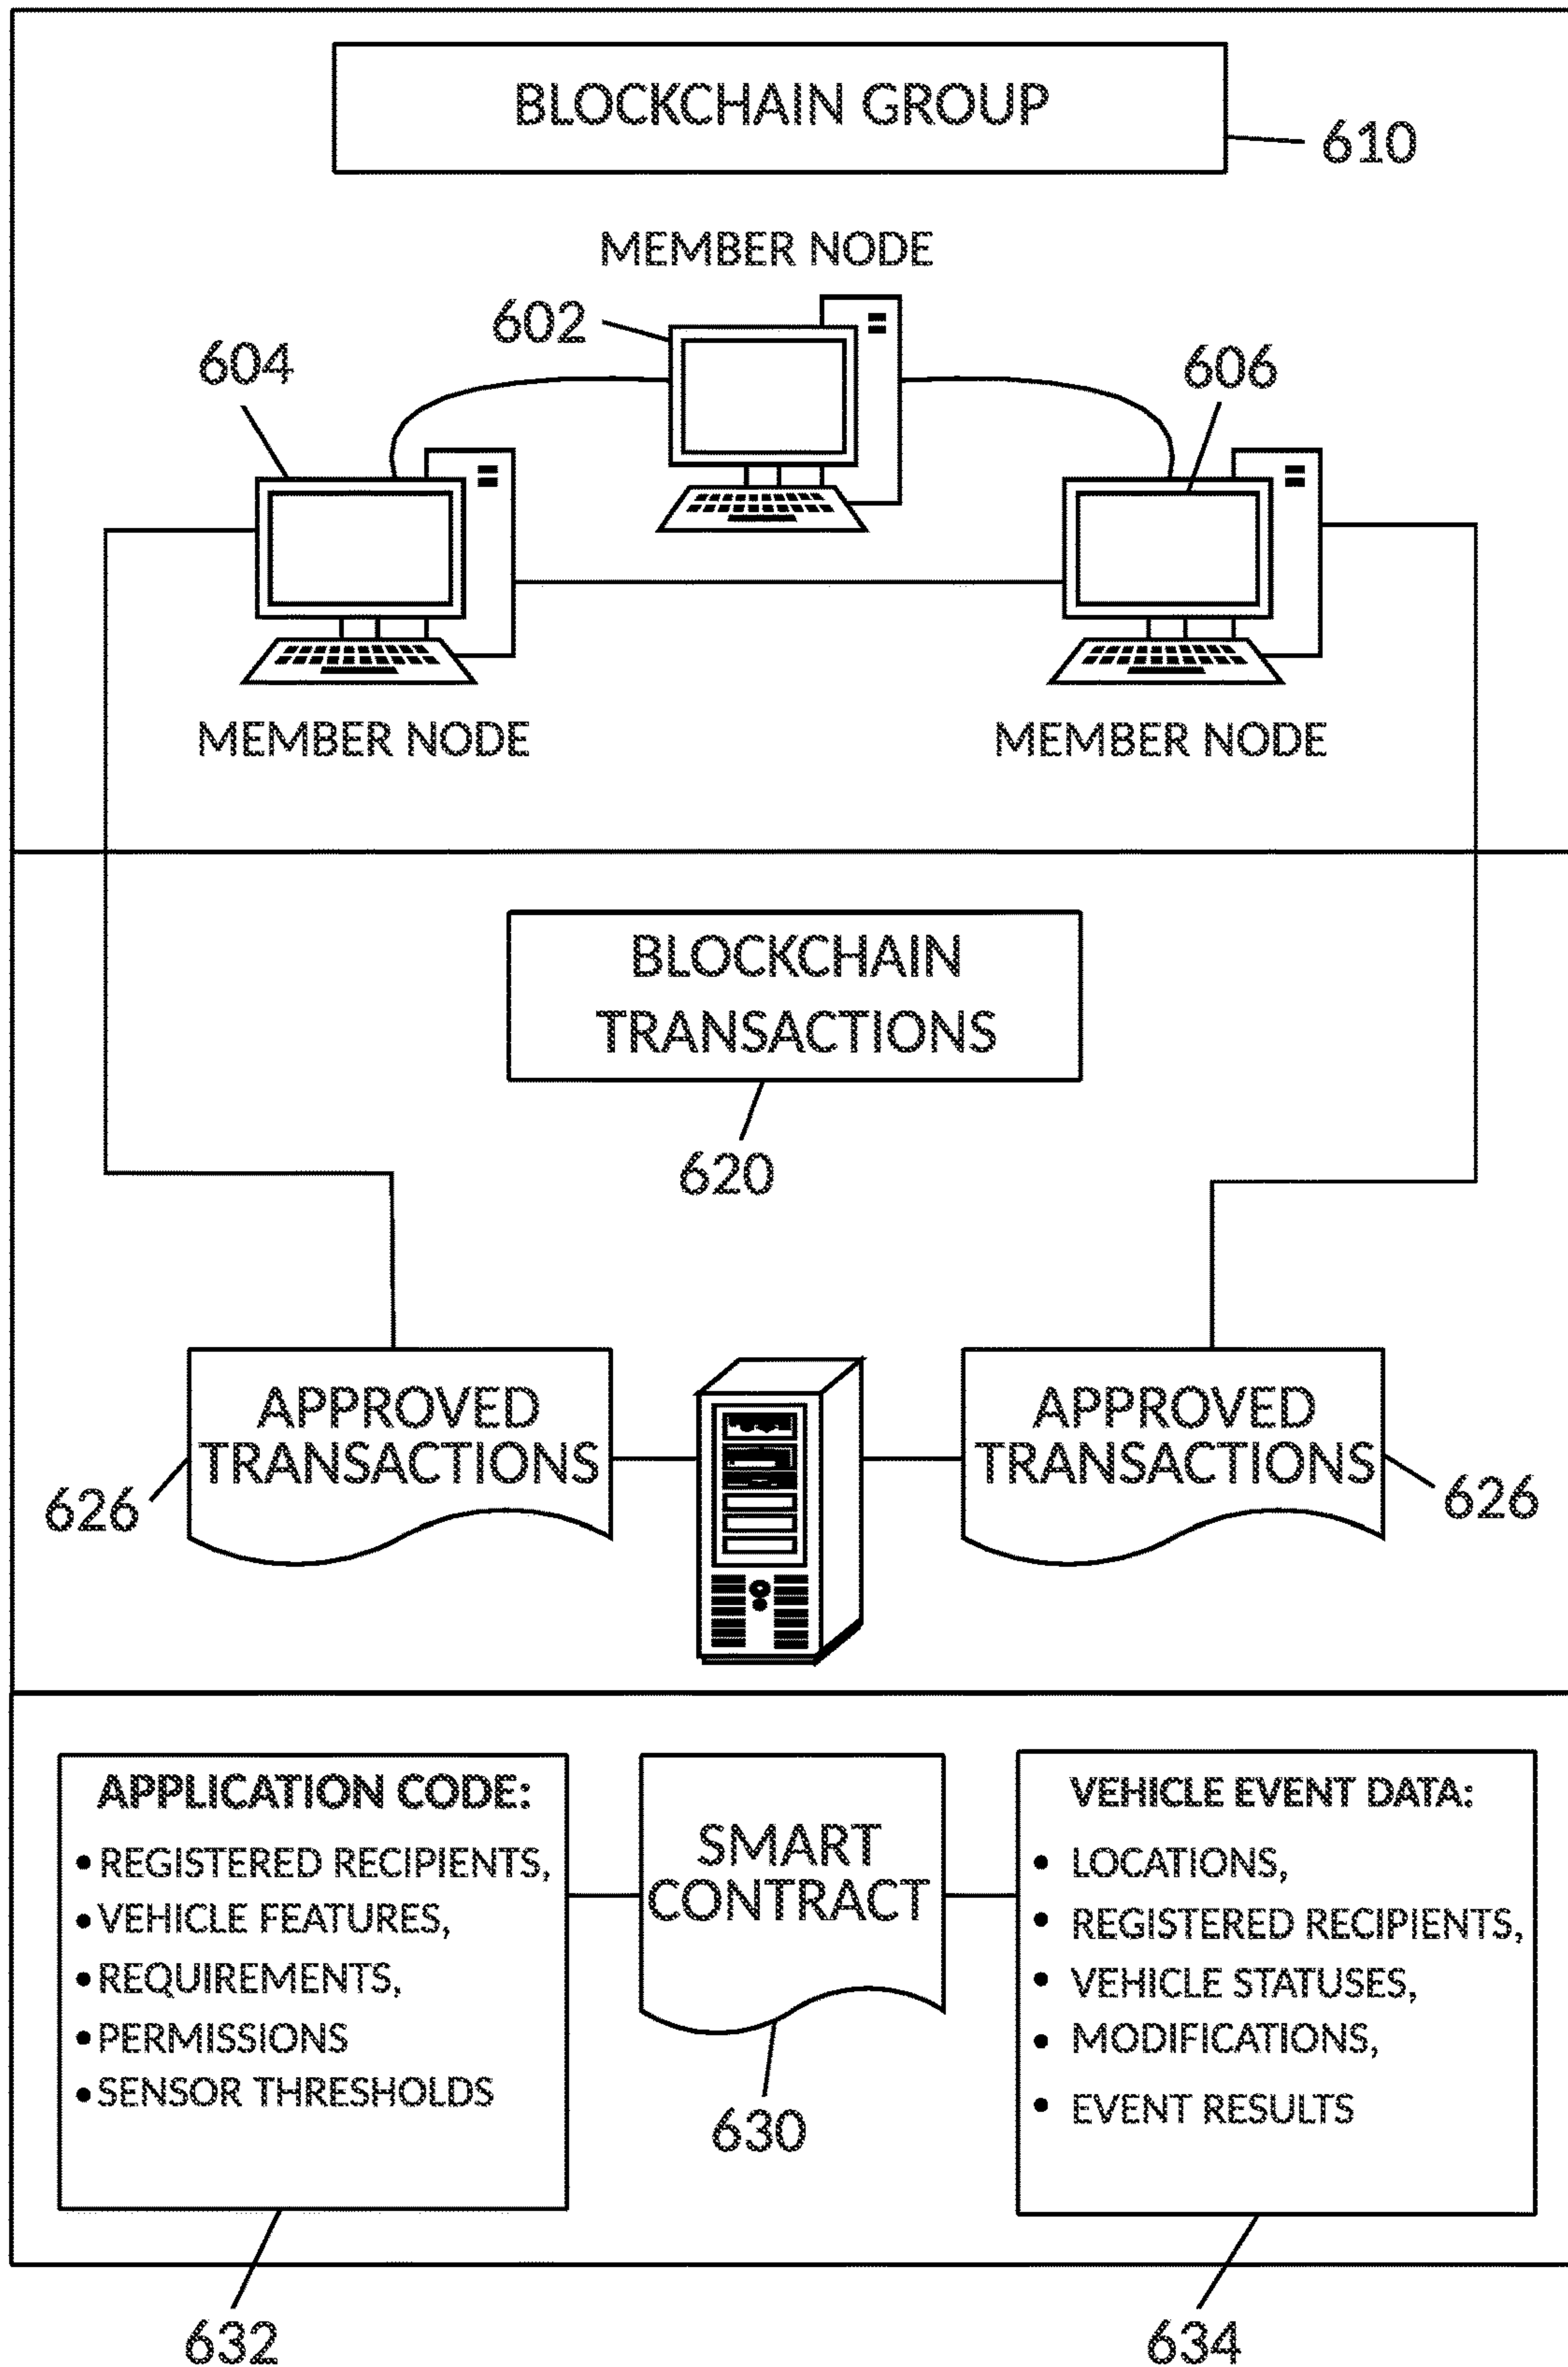 BLOCKCHAIN GROUP
610
MEMBER NODE
602
604
606
MEMBER NODE
MEMBER NODE
BLOCKCHAIN
TRANSACTIONS
620
APPROVED
TRANSACTIONS
626
APPROVED
TRANSACTIONS
626
APPLICATION CODE:
• REGISTERED RECIPIENTS,
• VEHICLE FEATURES,
• REQUIREMENTS,
• PERMISSIONS
• SENSOR THRESHOLDS
632
SMART
CONTRACT
630
VEHICLE EVENT DATA:
• LOCATIONS,
• REGISTERED RECIPIENTS,
• VEHICLE STATUSES,
• MODIFICATIONS,
• EVENT RESULTS
634